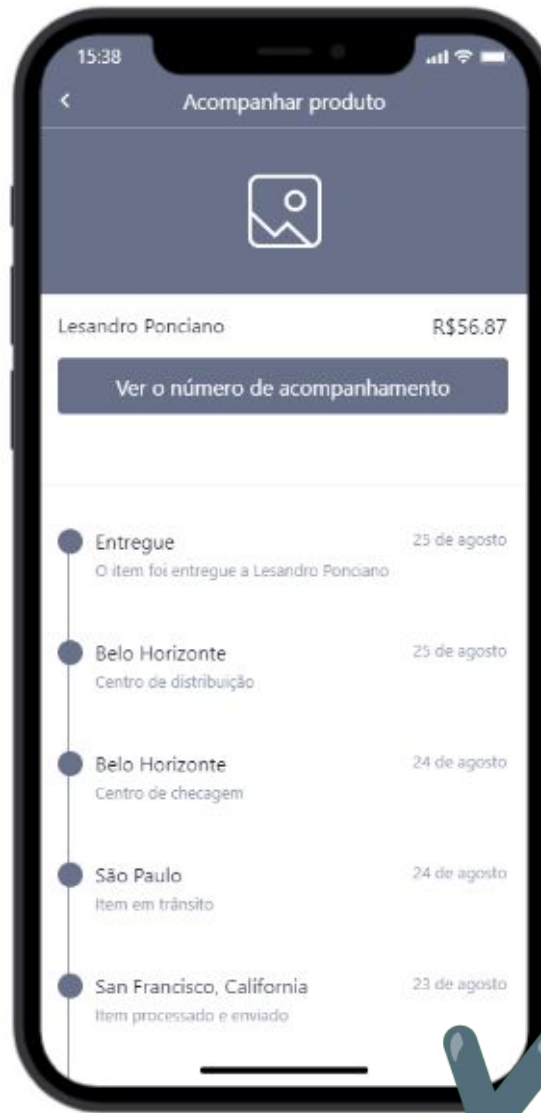 15:38
Acompanhar produto
Lesandro Ponciano R$56.87
Ver o número de acompanhamento
Entregue 25 de agosto
O item foi entregue a Lesandro Ponciano
Belo Horizonte 25 de agosto
Centro de distribuição
Belo Horizonte 24 de agosto
Centro de checagem
São Paulo 24 de agosto
Item em trânsito
San Francisco, California 23 de agosto
Item processado e enviado